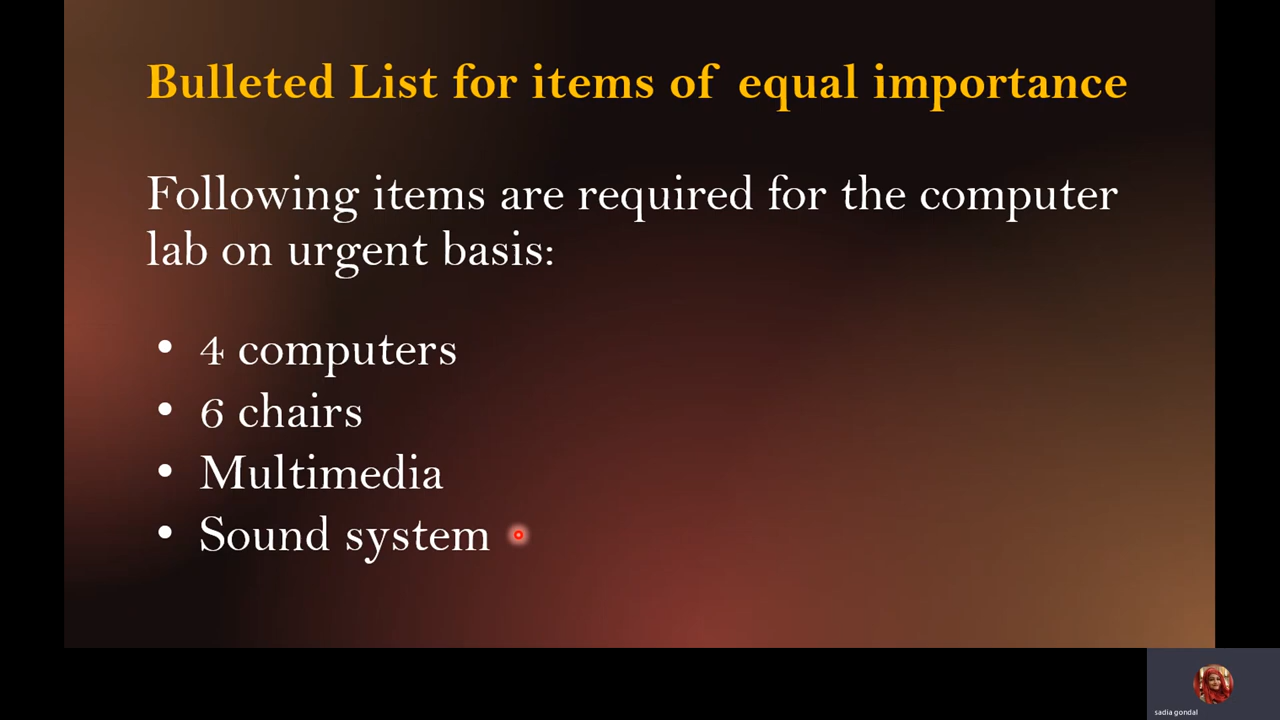 Bulleted List for items of equal importance
Following items are required for the computer
lab on urgent basis:
• 4 computers
• 6 chairs
• Multimedia
• Sound system
sadia gondal